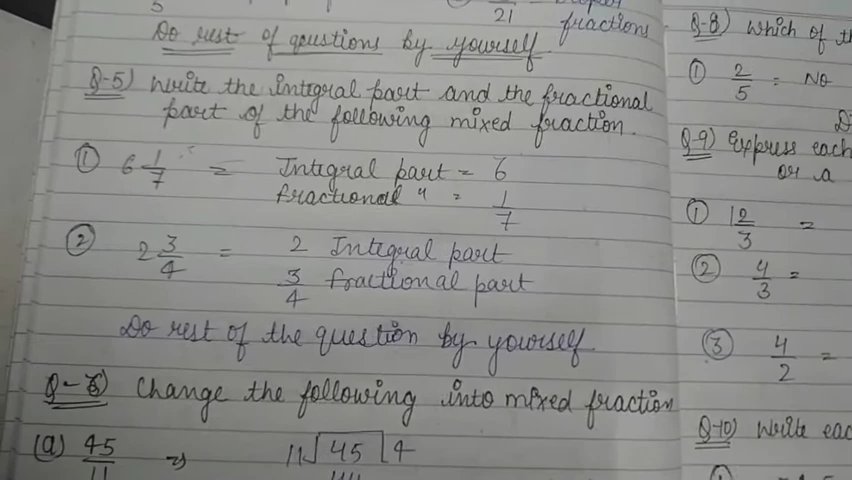 21 fractions
Do rest of qoustions by yourself
Q-5) Write the Integral part and the fractional
part of the following mixed fraction.
① 6 1/7 = Integral part = 6
fractional " = 1/7
② 2 3/4 = 2 Integral part
3/4 fractional part
Do rest of the question by yourself
Q-6) Change the following into mixed fraction
(a) 45/11 ⇒ 11√45 4
Q-8) Which of
① 2/5 = No
Q-9) Express each
or a
① 12/3 =
② 4/3 =
③ 4/2 =
Q-10) Write